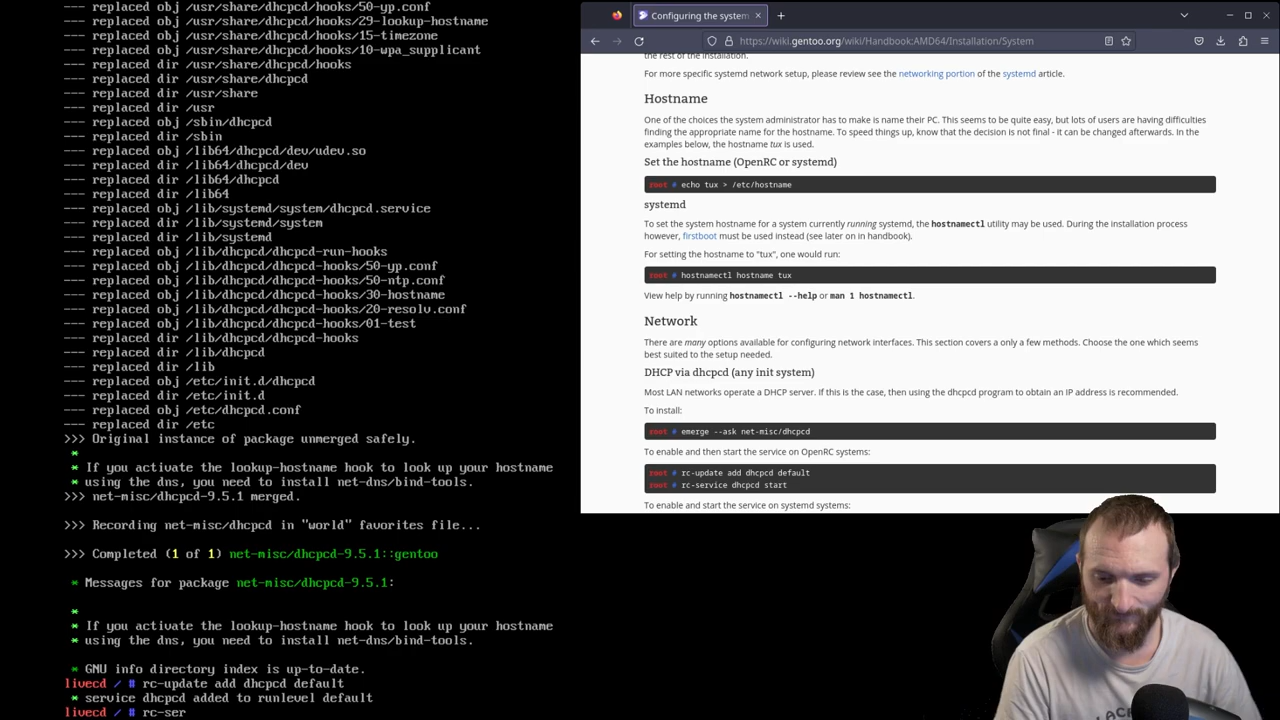 --- replaced obj /usr/share/dhcpcd/hooks/50-yp.conf
--- replaced obj /usr/share/dhcpcd/hooks/29-lookup-hostname
--- replaced obj /usr/share/dhcpcd/hooks/15-timezone
--- replaced obj /usr/share/dhcpcd/hooks/10-wpa_supplicant
--- replaced dir /usr/share/dhcpcd/hooks
--- replaced dir /usr/share/dhcpcd
--- replaced dir /usr/share
--- replaced dir /usr
--- replaced obj /sbin/dhcpcd
--- replaced dir /sbin
--- replaced obj /lib64/dhcpcd/dev/udev.so
--- replaced dir /lib64/dhcpcd/dev
--- replaced dir /lib64/dhcpcd
--- replaced dir /lib64
--- replaced obj /lib/systemd/system/dhcpcd.service
--- replaced dir /lib/systemd/system
--- replaced dir /lib/systemd
--- replaced obj /lib/dhcpcd/dhcpcd-run-hooks
--- replaced obj /lib/dhcpcd/dhcpcd-hooks/50-yp.conf
--- replaced obj /lib/dhcpcd/dhcpcd-hooks/50-ntp.conf
--- replaced obj /lib/dhcpcd/dhcpcd-hooks/30-hostname
--- replaced obj /lib/dhcpcd/dhcpcd-hooks/20-resolv.conf
--- replaced obj /lib/dhcpcd/dhcpcd-hooks/01-test
--- replaced dir /lib/dhcpcd/dhcpcd-hooks
--- replaced dir /lib/dhcpcd
--- replaced dir /lib
--- replaced obj /etc/init.d/dhcpcd
--- replaced dir /etc/init.d
--- replaced obj /etc/dhcpcd.conf
--- replaced dir /etc
>>> Original instance of package unmerged safely.
*
* If you activate the lookup-hostname hook to look up your hostname
* using the dns, you need to install net-dns/bind-tools.
>>> net-misc/dhcpcd-9.5.1 merged.
>>> Recording net-misc/dhcpcd in "world" favorites file...
>>> Completed (1 of 1) net-misc/dhcpcd-9.5.1::gentoo
* Messages for package net-misc/dhcpcd-9.5.1:
*
* If you activate the lookup-hostname hook to look up your hostname
* using the dns, you need to install net-dns/bind-tools.
* GNU info directory index is up-to-date.
livecd / # rc-update add dhcpcd default
* service dhcpcd added to runlevel default
livecd / # rc-ser
Configuring the system
https://wiki.gentoo.org/wiki/Handbook:AMD64/Installation/System
the rest of the installation.
For more specific systemd network setup, please review see the networking portion of the systemd article.
Hostname
One of the choices the system administrator has to make is name their PC. This seems to be quite easy, but lots of users are having difficulties
finding the appropriate name for the hostname. To speed things up, know that the decision is not final - it can be changed afterwards. In the
examples below, the hostname tux is used.
Set the hostname (OpenRC or systemd)
root # echo tux > /etc/hostname
systemd
To set the system hostname for a system currently running systemd, the hostnamectl utility may be used. During the installation process
however, firstboot must be used instead (see later on in handbook).
For setting the hostname to "tux", one would run:
root # hostnamectl hostname tux
View help by running hostnamectl --help or man 1 hostnamectl.
Network
There are many options available for configuring network interfaces. This section covers a only a few methods. Choose the one which seems
best suited to the setup needed.
DHCP via dhcpcd (any init system)
Most LAN networks operate a DHCP server. If this is the case, then using the dhcpcd program to obtain an IP address is recommended.
To install:
root # emerge --ask net-misc/dhcpcd
To enable and then start the service on OpenRC systems:
root # rc-update add dhcpcd default
root # rc-service dhcpcd start
To enable and start the service on systemd systems: